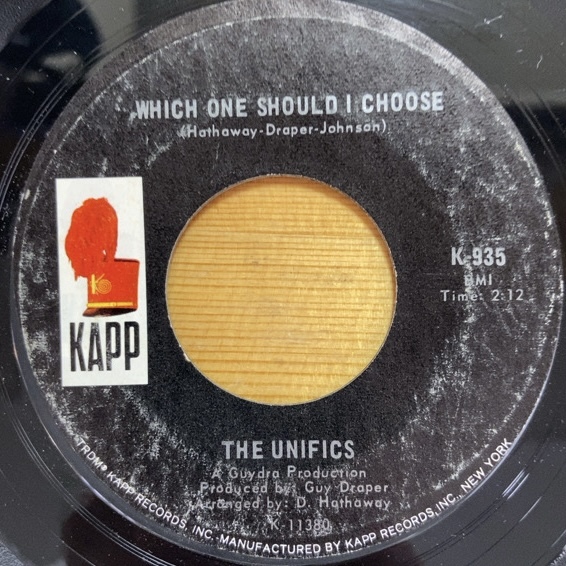 WHICH ONE SHOULD I CHOOSE
(Hathaway-Draper-Johnson)
K-935
BMI
Time: 2:12
K
KAPP
THE UNIFICS
A Guydra Production
Produced by: Guy Draper
Arranged by: D. Hathaway
K 11380
"TRDM® KAPP RECORDS, INC. MANUFACTURED BY KAPP RECORDS, INC., NEW YORK